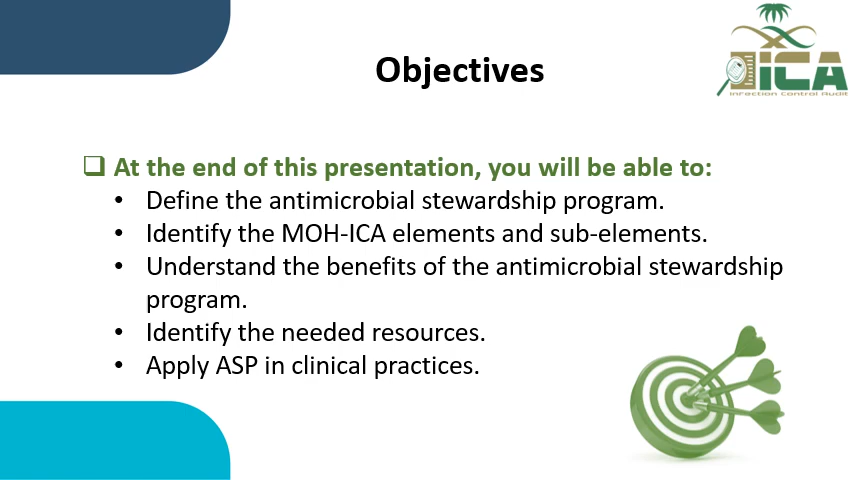 ICA
Infection Control Audit
Objectives
At the end of this presentation, you will be able to:
• Define the antimicrobial stewardship program.
• Identify the MOH-ICA elements and sub-elements.
• Understand the benefits of the antimicrobial stewardship
program.
• Identify the needed resources.
• Apply ASP in clinical practices.